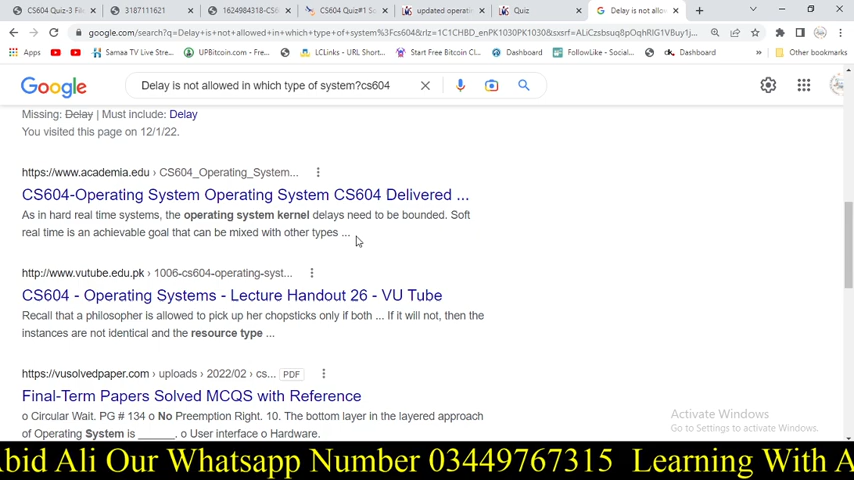 CS604 Quiz-3 Fil
3187111621
1624984318-CS6
CS604 Quiz#1 So
updated operati
Quiz
Delay is not allo
google.com/search?q=Delay+is+not+allowed+in+which+type+of+system%3Fcs604&rlz=1C1CHBD_enPK1030PK1030&sxsrf=ALiCzsbsuq8pOqhRlG1VBuy1j...
Apps
Samaa TV Live Stre...
UPBitcoin.com - Fre...
LCLinks - URL Short...
Start Free Bitcoin Cl...
Dashboard
FollowLike - Social...
Dashboard
»
Other bookmarks
Google
Delay is not allowed in which type of system?cs604
Missing: Delay | Must include: Delay
You visited this page on 12/1/22.
https://www.academia.edu › CS604_Operating_System...
CS604-Operating System Operating System CS604 Delivered ...
As in hard real time systems, the operating system kernel delays need to be bounded. Soft
real time is an achievable goal that can be mixed with other types ...
http://www.vutube.edu.pk › 1006-cs604-operating-syst...
CS604 - Operating Systems - Lecture Handout 26 - VU Tube
Recall that a philosopher is allowed to pick up her chopsticks only if both ... If it will not, then the
instances are not identical and the resource type ...
https://vusolvedpaper.com › uploads › 2022/02 › cs... PDF
Final-Term Papers Solved MCQS with Reference
o Circular Wait. PG # 134 o No Preemption Right. 10. The bottom layer in the layered approach
of Operating System is ______. o User interface o Hardware.
Activate Windows
Go to Settings to activate Windows.
Abid Ali Our Whatsapp Number 03449767315 Learning With A